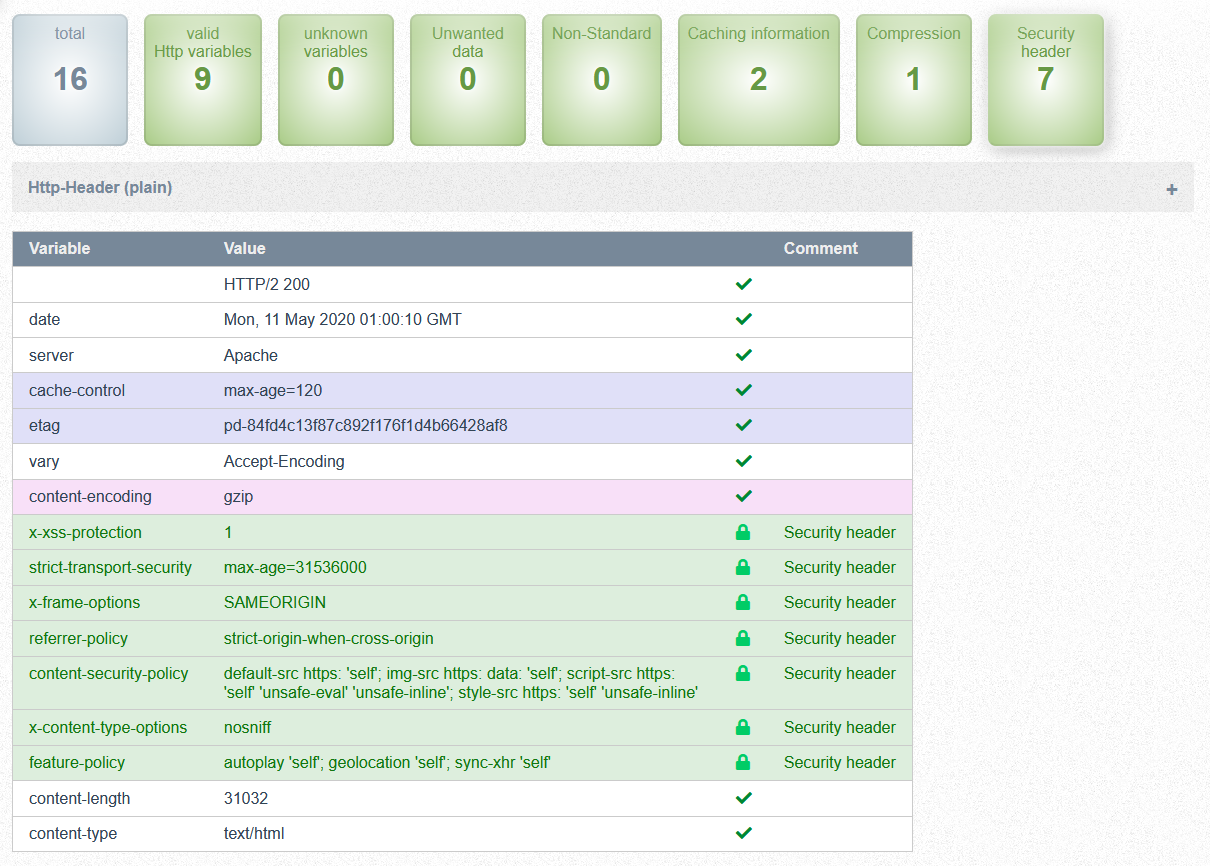 total
16
valid
Http variables
9
unknown
variables
0
Unwanted
data
0
Non-Standard
0
Caching information
2
Compression
1
Security
header
7
Http-Header (plain) +
Variable Value Comment
HTTP/2 200
date Mon, 11 May 2020 01:00:10 GMT
server Apache
cache-control max-age=120
etag pd-84fd4c13f87c892f176f1d4b66428af8
vary Accept-Encoding
content-encoding gzip
x-xss-protection 1 Security header
strict-transport-security max-age=31536000 Security header
x-frame-options SAMEORIGIN Security header
referrer-policy strict-origin-when-cross-origin Security header
content-security-policy default-src https: 'self'; img-src https: data: 'self'; script-src https: Security header
'self' 'unsafe-eval' 'unsafe-inline'; style-src https: 'self' 'unsafe-inline'
x-content-type-options nosniff Security header
feature-policy autoplay 'self'; geolocation 'self'; sync-xhr 'self' Security header
content-length 31032
content-type text/html